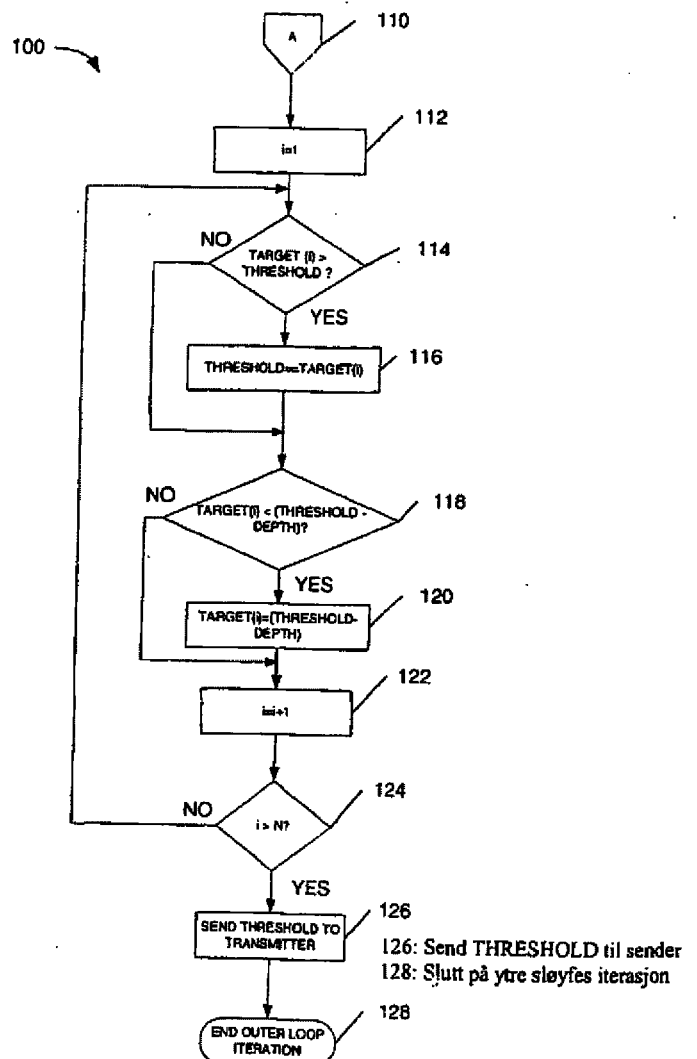 100
A
110
i=1
112
NO
TARGET (i) >
THRESHOLD ?
114
YES
THRESHOLD=TARGET(i)
116
NO
TARGET(i) < (THRESHOLD -
DEPTH)?
118
YES
TARGET(i)=(THRESHOLD-
DEPTH)
120
i=i+1
122
NO
i > N?
124
YES
SEND THRESHOLD TO
TRANSMITTER
126
126: Send THRESHOLD til sender
128: Slutt på ytre sløyfes iterasjon
END OUTER LOOP
ITERATION
128